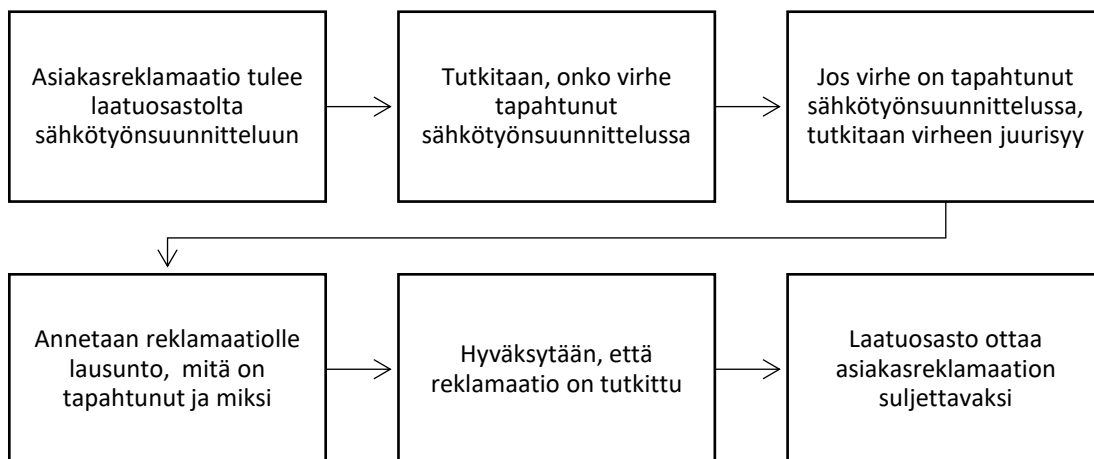 Asiakasreklamaatio tulee
laatuosastolta
sähkötyönsuunnitteluun
Tutkitaan, onko virhe
tapahtunut
sähkötyönsuunnittelussa
Jos virhe on tapahtunut
sähkötyönsuunnittelussa,
tutkitaan virheen juurisyy
Annetaan reklamaatiolle
lausunto,  mitä on
tapahtunut ja miksi
Hyväksytään, että
reklamaatio on tutkittu
Laatuosasto ottaa
asiakasreklamaation
suljettavaksi